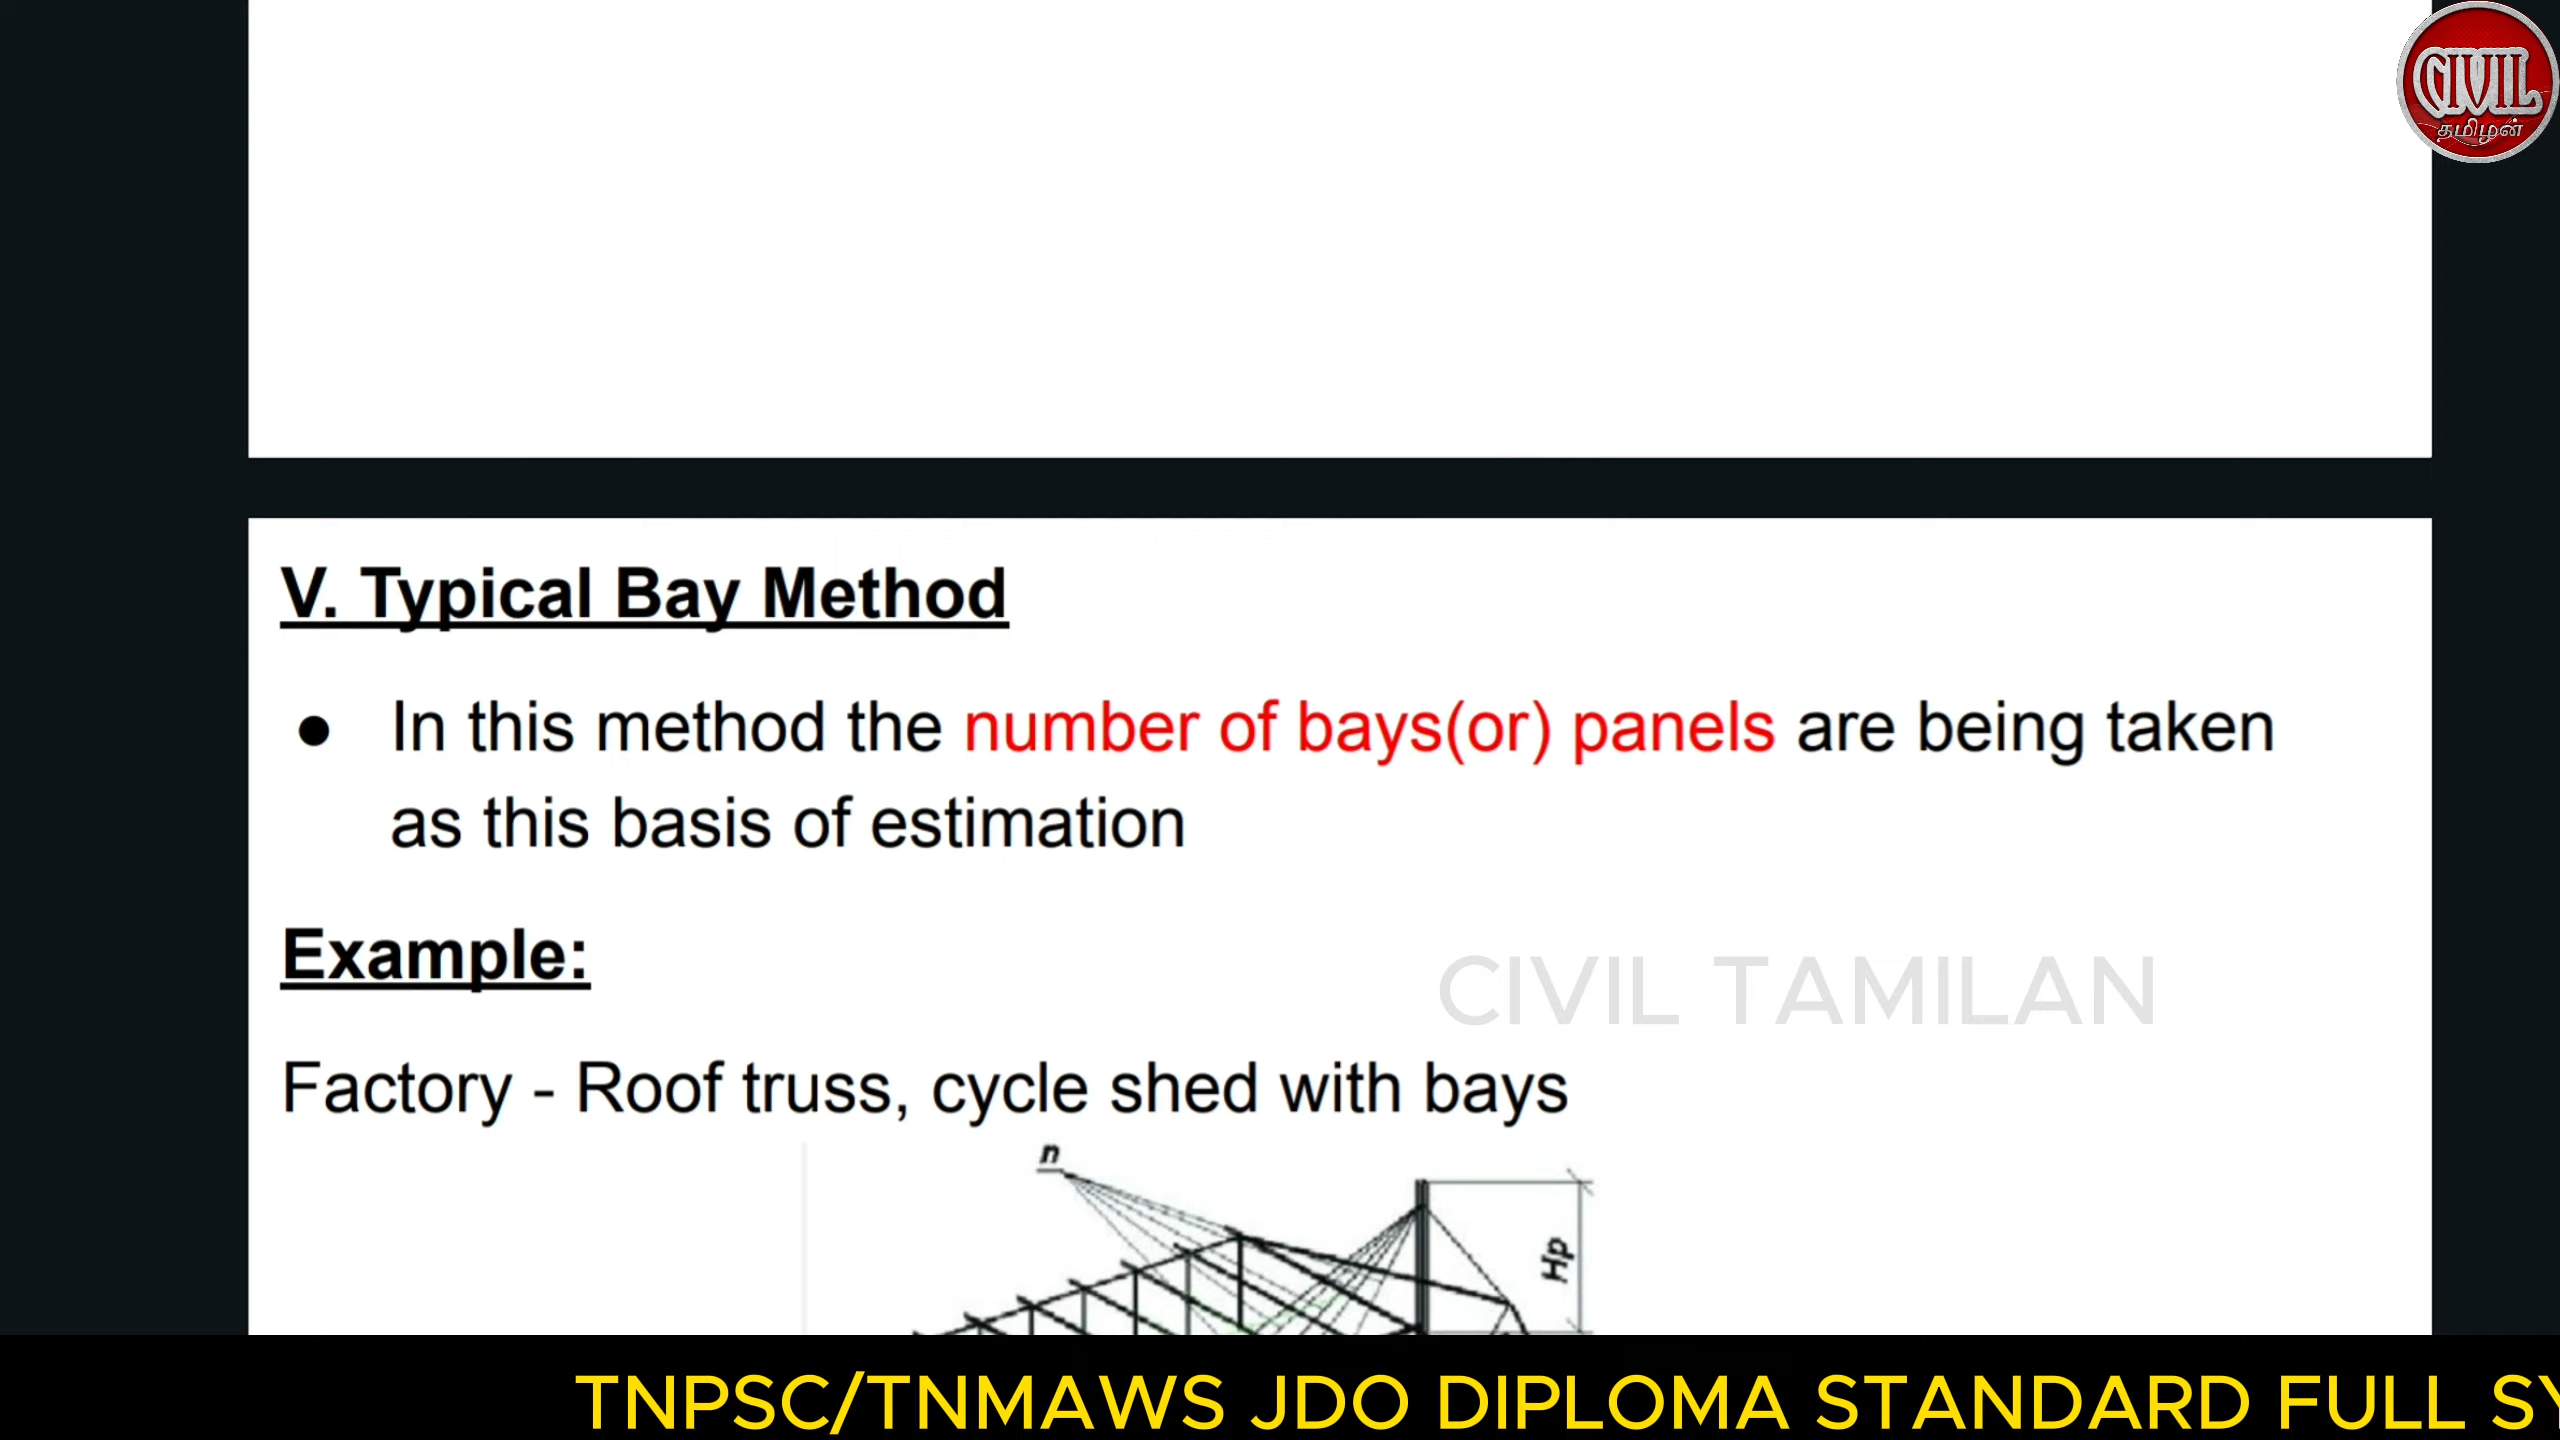 CIVIL
தமிழன்
V. Typical Bay Method
● In this method the number of bays(or) panels are being taken
as this basis of estimation
Example:
CIVIL TAMILAN
Factory - Roof truss, cycle shed with bays
n
Hp
TNPSC/TNMAWS JDO DIPLOMA STANDARD FULL SY